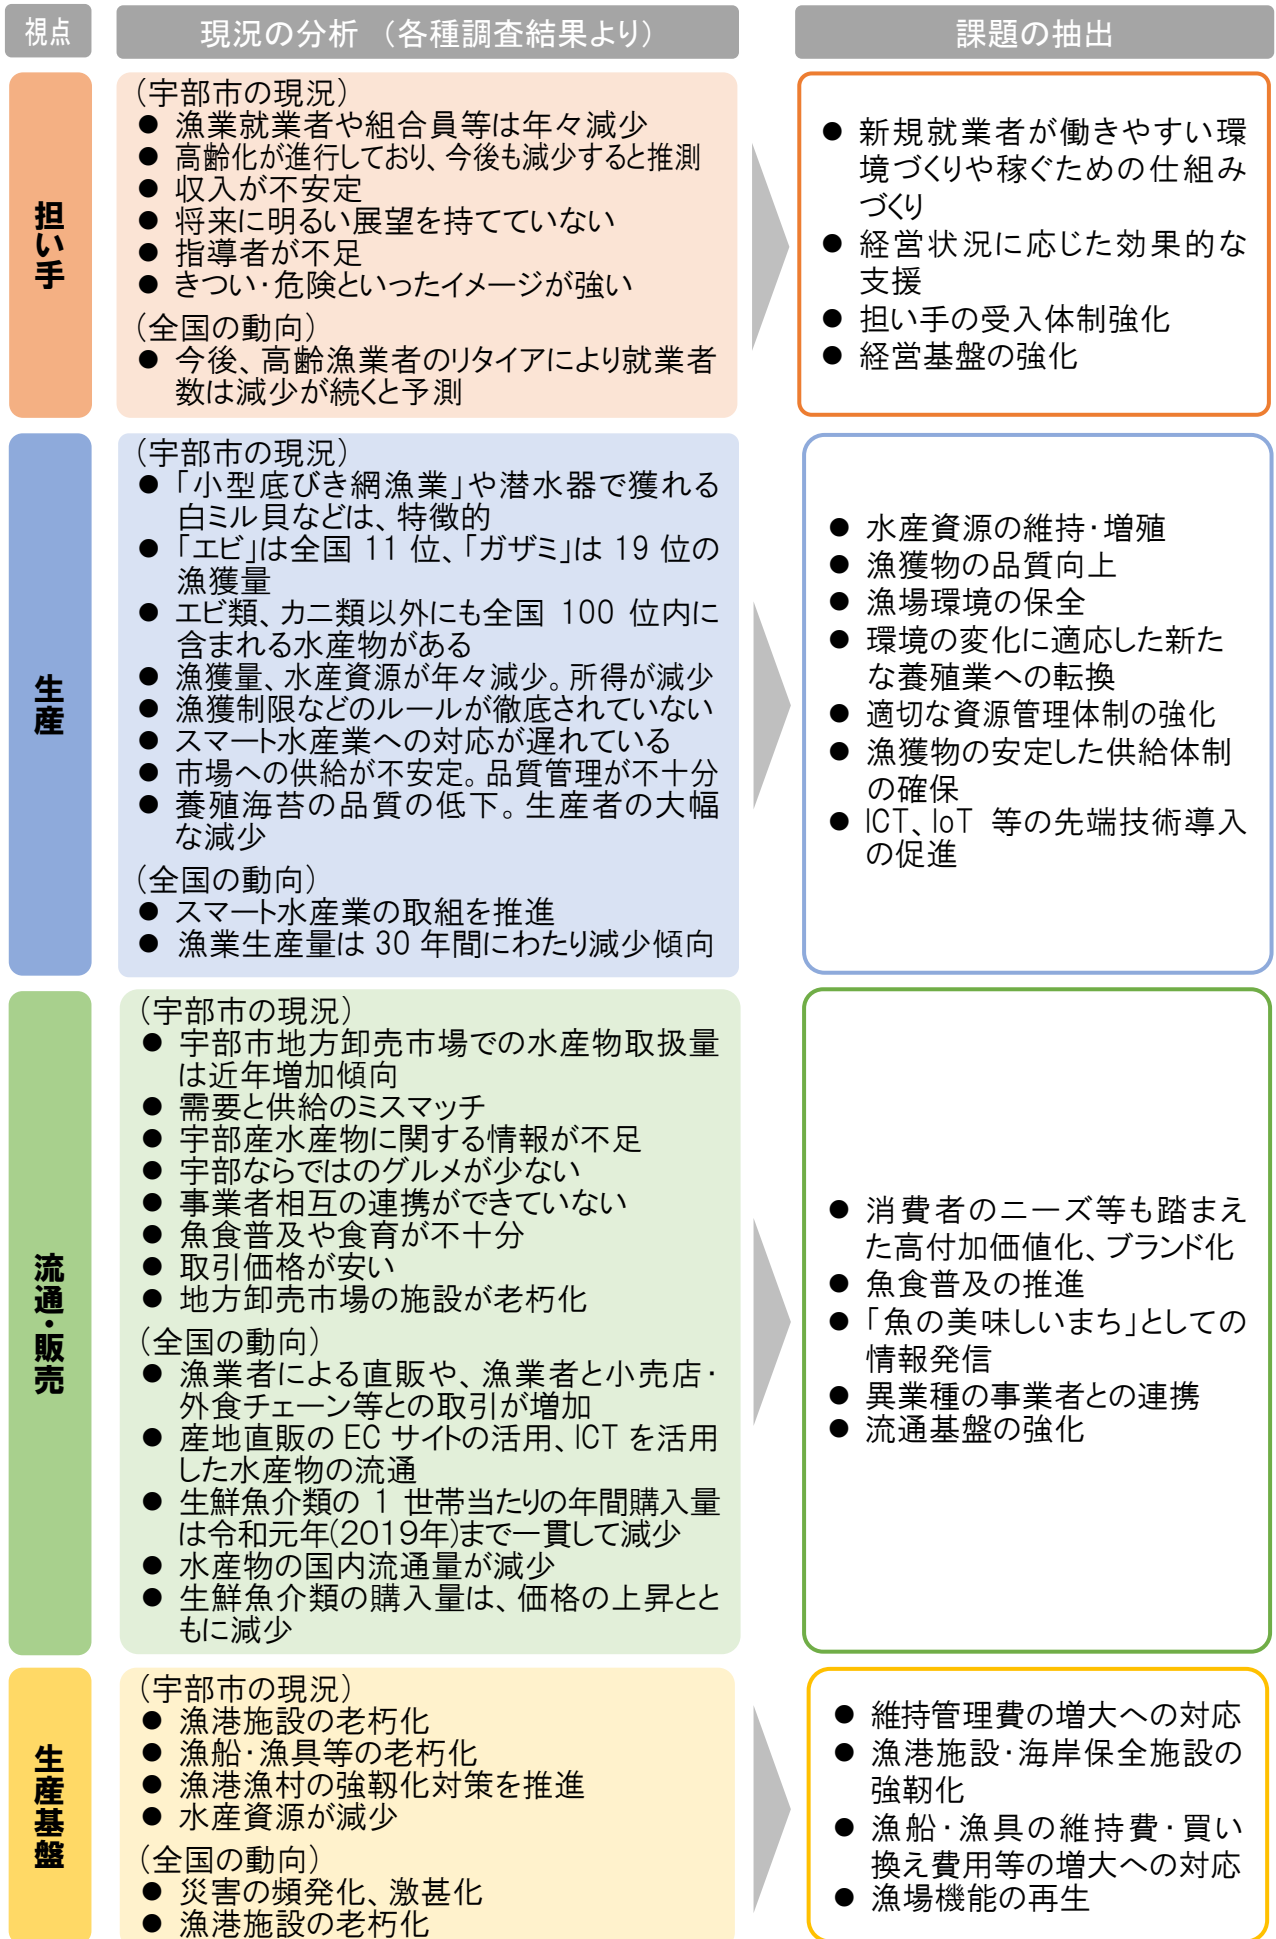 視点
現況の分析 (各種調査結果より)
課題の抽出
担い手
(宇部市の現況)
● 漁業就業者や組合員等は年々減少
● 高齢化が進行しており、今後も減少すると推測
● 収入が不安定
● 将来に明るい展望を持てていない
● 指導者が不足
● きつい・危険といったイメージが強い
(全国の動向)
● 今後、高齢漁業者のリタイアにより就業者
数は減少が続くと予測
● 新規就業者が働きやすい環
境づくりや稼ぐための仕組み
づくり
● 経営状況に応じた効果的な
支援
● 担い手の受入体制強化
● 経営基盤の強化
生産
(宇部市の現況)
● 「小型底びき網漁業」や潜水器で獲れる
白ミル貝などは、特徴的
● 「エビ」は全国 11 位、「ガザミ」は 19 位の
漁獲量
● エビ類、カニ類以外にも全国 100 位内に
含まれる水産物がある
● 漁獲量、水産資源が年々減少。所得が減少
● 漁獲制限などのルールが徹底されていない
● スマート水産業への対応が遅れている
● 市場への供給が不安定。品質管理が不十分
● 養殖海苔の品質の低下。生産者の大幅
な減少
(全国の動向)
● スマート水産業の取組を推進
● 漁業生産量は 30 年間にわたり減少傾向
● 水産資源の維持・増殖
● 漁獲物の品質向上
● 漁場環境の保全
● 環境の変化に適応した新た
な養殖業への転換
● 適切な資源管理体制の強化
● 漁獲物の安定した供給体制
の確保
● ICT、IoT 等の先端技術導入
の促進
流通・販売
(宇部市の現況)
● 宇部市地方卸売市場での水産物取扱量
は近年増加傾向
● 需要と供給のミスマッチ
● 宇部産水産物に関する情報が不足
● 宇部ならではのグルメが少ない
● 事業者相互の連携ができていない
● 魚食普及や食育が不十分
● 取引価格が安い
● 地方卸売市場の施設が老朽化
(全国の動向)
● 漁業者による直販や、漁業者と小売店・
外食チェーン等との取引が増加
● 産地直販の EC サイトの活用、ICT を活用
した水産物の流通
● 生鮮魚介類の 1 世帯当たりの年間購入量
は令和元年(2019年)まで一貫して減少
● 水産物の国内流通量が減少
● 生鮮魚介類の購入量は、価格の上昇とと
もに減少
● 消費者のニーズ等も踏まえ
た高付加価値化、ブランド化
● 魚食普及の推進
● 「魚の美味しいまち」としての
情報発信
● 異業種の事業者との連携
● 流通基盤の強化
生産基盤
(宇部市の現況)
● 漁港施設の老朽化
● 漁船・漁具等の老朽化
● 漁港漁村の強靭化対策を推進
● 水産資源が減少
(全国の動向)
● 災害の頻発化、激甚化
● 漁港施設の老朽化
● 維持管理費の増大への対応
● 漁港施設・海岸保全施設の
強靭化
● 漁船・漁具の維持費・買い
換え費用等の増大への対応
● 漁場機能の再生